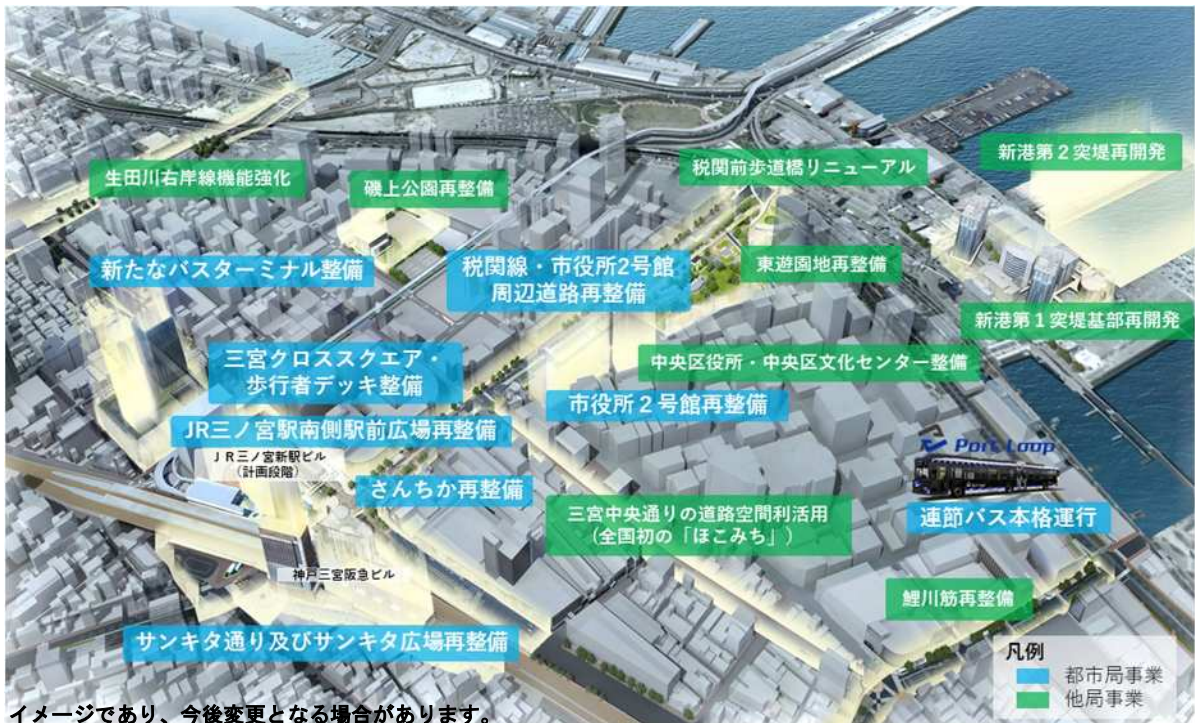 生田川右岸線機能強化
磯上公園再整備
税関前歩道橋リニューアル
新港第2突堤再開発
新たなバスターミナル整備
税関線・市役所2号館
周辺道路再整備
東遊園地再整備
新港第1突堤基部再開発
三宮クロススクエア・
歩行者デッキ整備
中央区役所・中央区文化センター整備
市役所2号館再整備
JR三ノ宮駅南側駅前広場再整備
JR三ノ宮新駅ビル
(計画段階)
さんちか再整備
Port Loop
連節バス本格運行
三宮中央通りの道路空間利活用
(全国初の「ほこみち」)
神戸三宮阪急ビル
鯉川筋再整備
サンキタ通り及びサンキタ広場再整備
凡例
都市局事業
他局事業
イメージであり、今後変更となる場合があります。